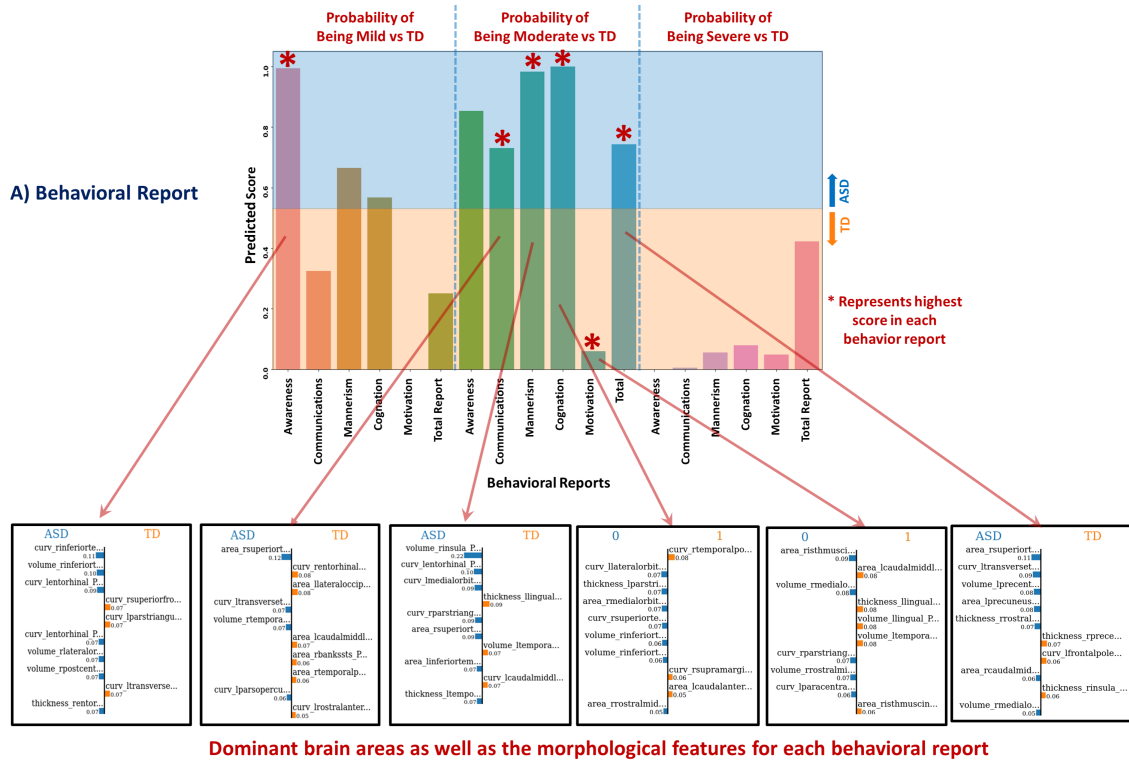 Probability of
Being Mild vs TD
Probability of
Being Moderate vs TD
Probability of
Being Severe vs TD
A) Behavioral Report
Predicted Score
1.0
0.8
0.6
0.4
0.2
0.0
*
*
*
*
*
*
ASD
TD
* Represents highest
score in each
behavior report
Awareness
Communications
Mannerism
Cognation
Motivation
Total Report
Awareness
Communications
Mannerism
Cognation
Motivation
Total
Awareness
Communications
Mannerism
Cognation
Motivation
Total Report
Behavioral Reports
ASD TD
curv_rinferiorte...
0.11
volume_rinferiort...
0.10
curv_lentorhinal_P...
0.09
curv_rsuperiorfro...
0.07
curv_lparstriangu...
0.07
curv_lentorhinal_P...
0.07
volume_rlateralor...
0.07
volume_rpostcent...
0.07
curv_ltransverse...
0.07
thickness_rentor...
0.07
ASD TD
area_rsuperiort...
0.12
curv_rentorhinal...
0.08
area_llateraloccip...
0.08
curv_ltransverset...
0.07
volume_rtempora...
0.07
area_lcaudalmiddl...
0.07
area_rbankssts_P...
0.06
area_rtemporalp...
0.06
curv_lparsopercu...
0.06
curv_lrostralanter...
0.05
ASD TD
volume_rinsula_P...
0.22
curv_lentorhinal_P...
0.10
curv_lmedialorbit...
0.09
thickness_llingual...
0.09
curv_rparstriang...
0.09
area_rsuperiort...
0.09
volume_ltempora...
0.07
area_linferiortem...
0.07
curv_lcaudalmiddl...
0.07
thickness_ltempo...
0.07
0 1
curv_rtemporalpo...
0.08
curv_llateralorbit...
0.07
thickness_lparstri...
0.07
area_rmedialorbit...
0.07
curv_rsuperiorte...
0.07
volume_rinferiort...
0.06
volume_rinferiort...
0.06
curv_rsupramargi...
0.06
area_lcaudalanter...
0.06
area_rrostralmid...
0.05
0 1
area_risthmusci...
0.09
area_lcaudalmiddl...
0.08
volume_rmedialo...
0.08
thickness_llingual...
0.08
volume_llingual_P...
0.08
volume_ltempora...
0.08
curv_rparstriang...
0.07
volume_rrostralmi...
0.07
curv_lparacentra...
0.06
area_risthmuscin...
0.06
ASD TD
area_rsuperiort...
0.11
curv_ltransverset...
0.09
volume_lprecent...
0.08
area_lprecuneus...
0.08
thickness_rrostral...
0.07
thickness_rprece...
0.07
curv_lfrontalpole...
0.06
area_rcaudalmid...
0.06
thickness_rinsula_...
0.06
volume_rmedialo...
0.05
Dominant brain areas as well as the morphological features for each behavioral report